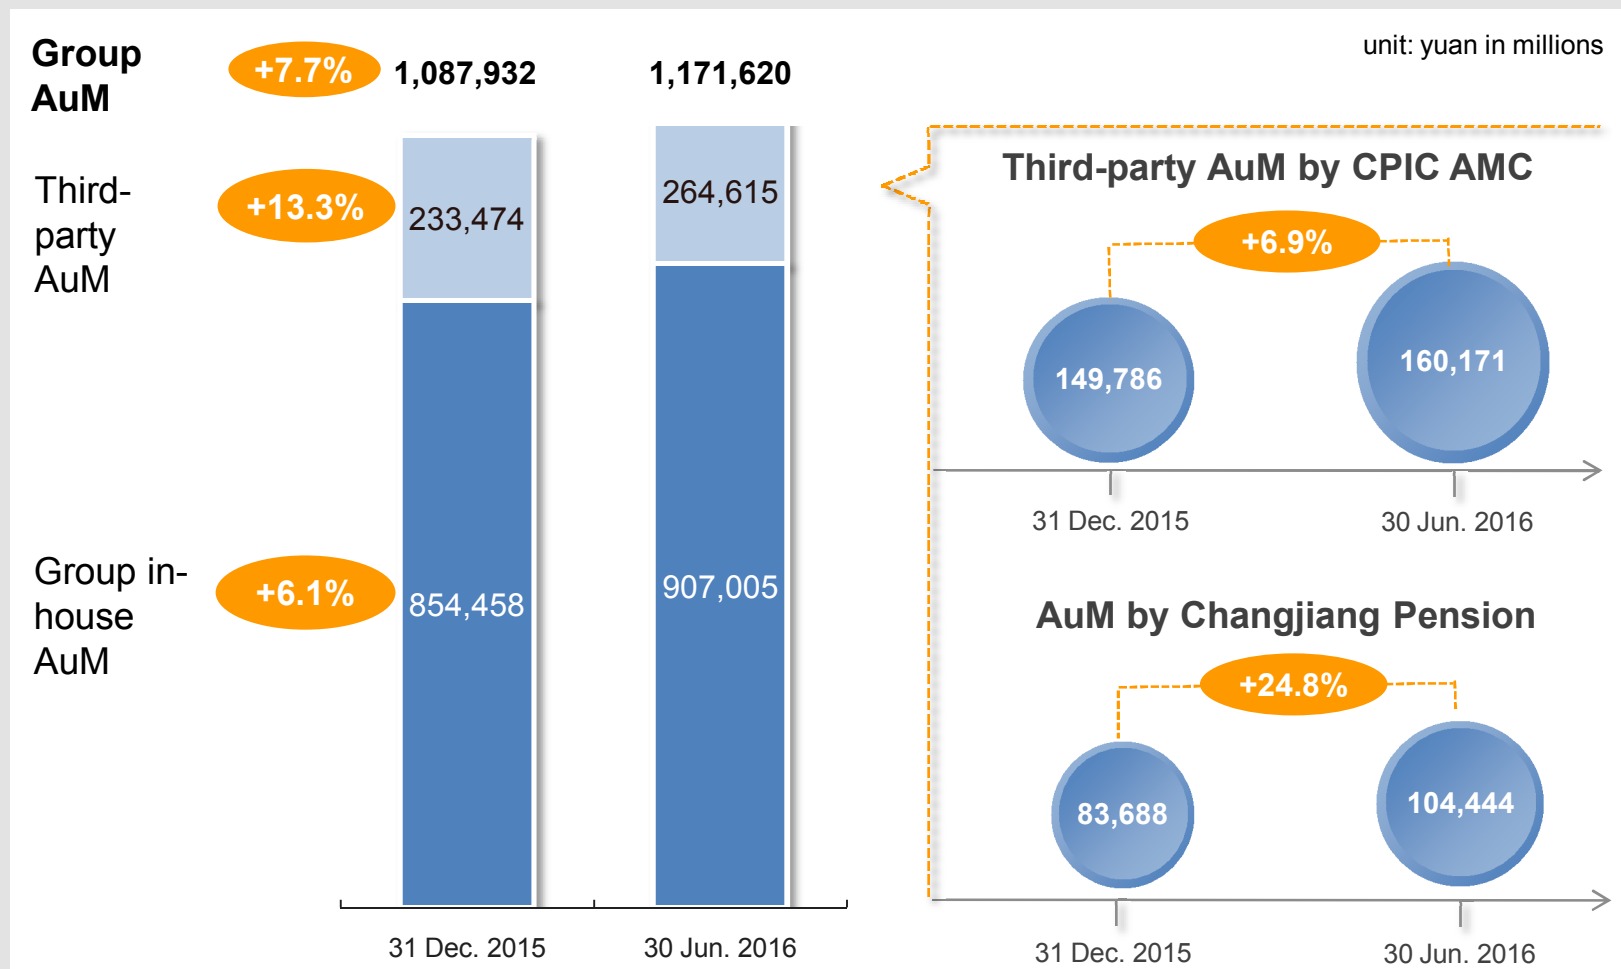 Group
AuM
+7.7%
1,087,932
1,171,620
unit: yuan in millions
Third-
party
AuM
+13.3%
233,474
264,615
Group in-
house
AuM
+6.1%
854,458
907,005
31 Dec. 2015
30 Jun. 2016
Third-party AuM by CPIC AMC
+6.9%
149,786
160,171
31 Dec. 2015
30 Jun. 2016
AuM by Changjiang Pension
+24.8%
83,688
104,444
31 Dec. 2015
30 Jun. 2016